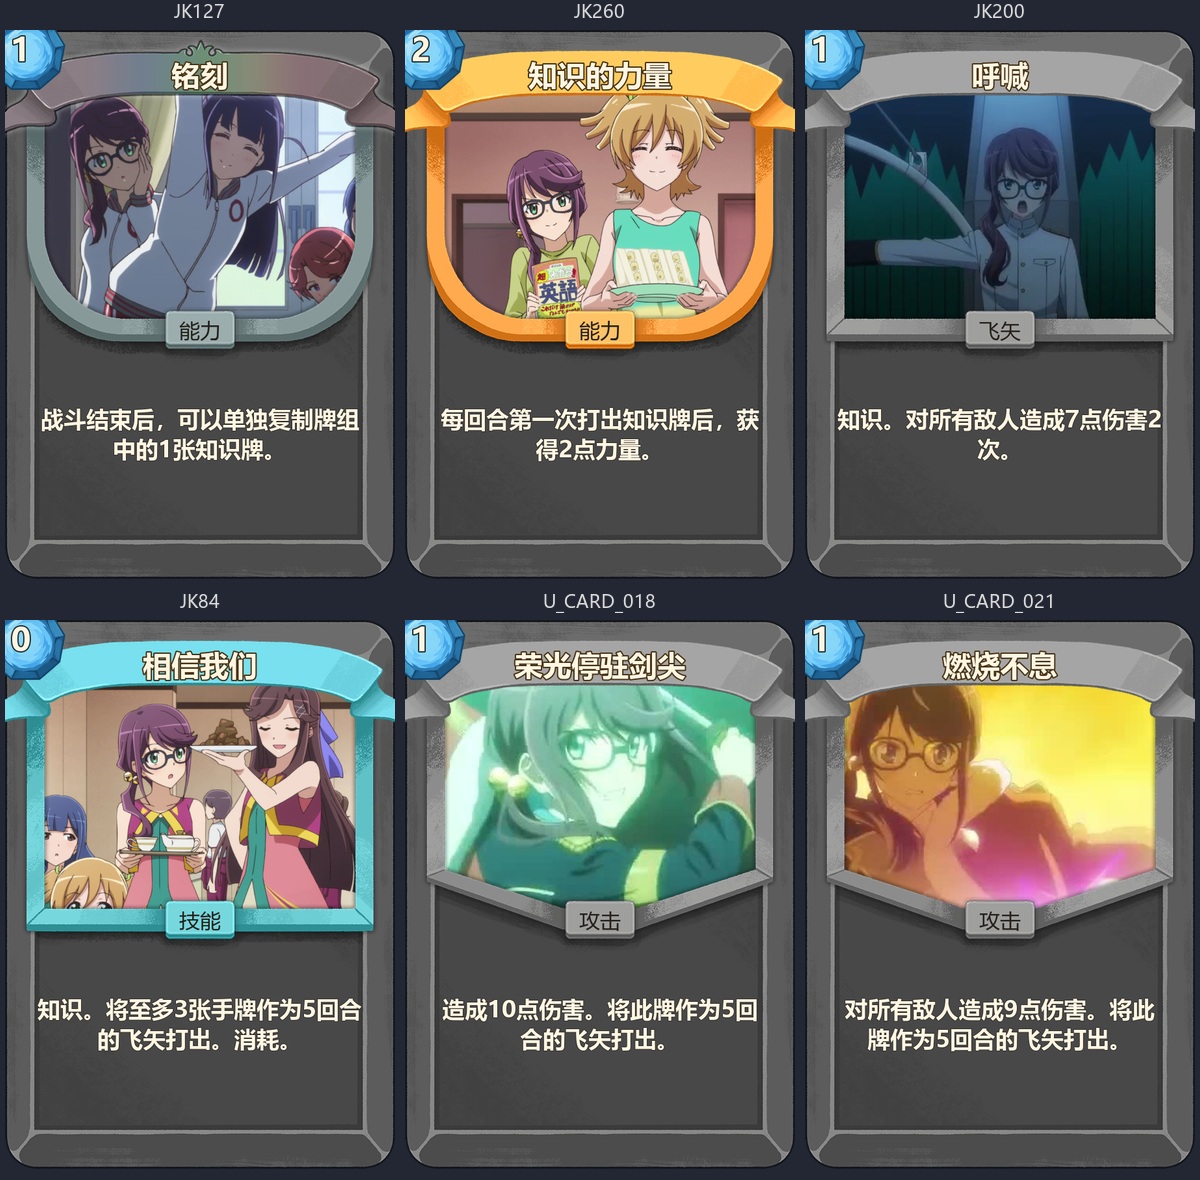 JK127
JK260
JK200
1
铭刻
能力
战斗结束后，可以单独复制牌组
中的1张知识牌。
2
知识的力量
英語
能力
每回合第一次打出知识牌后，获
得2点力量。
1
呼喊
飞矢
知识。对所有敌人造成7点伤害2
次。
JK84
U_CARD_018
U_CARD_021
0
相信我们
技能
知识。将至多3张手牌作为5回合
的飞矢打出。消耗。
1
荣光停驻剑尖
攻击
造成10点伤害。将此牌作为5回
合的飞矢打出。
1
燃烧不息
攻击
对所有敌人造成9点伤害。将此
牌作为5回合的飞矢打出。